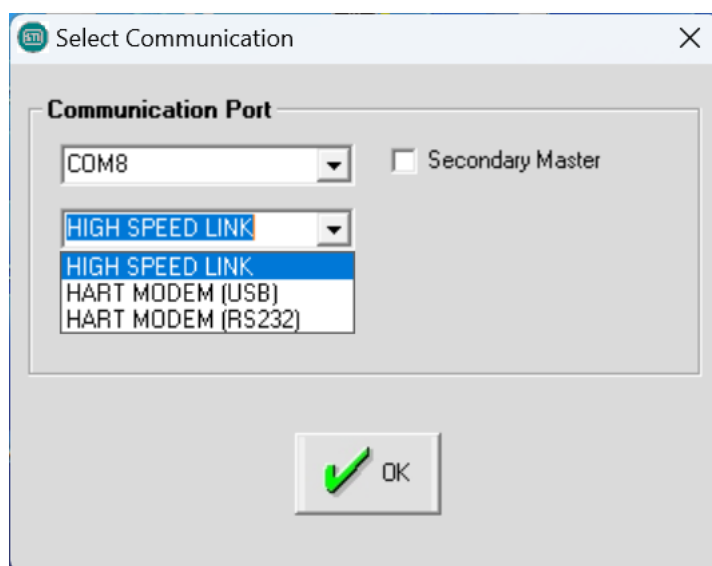 STI
Select Communication
Communication Port
COM8
Secondary Master
HIGH SPEED LINK
HIGH SPEED LINK
HART MODEM (USB)
HART MODEM (RS232)
OK